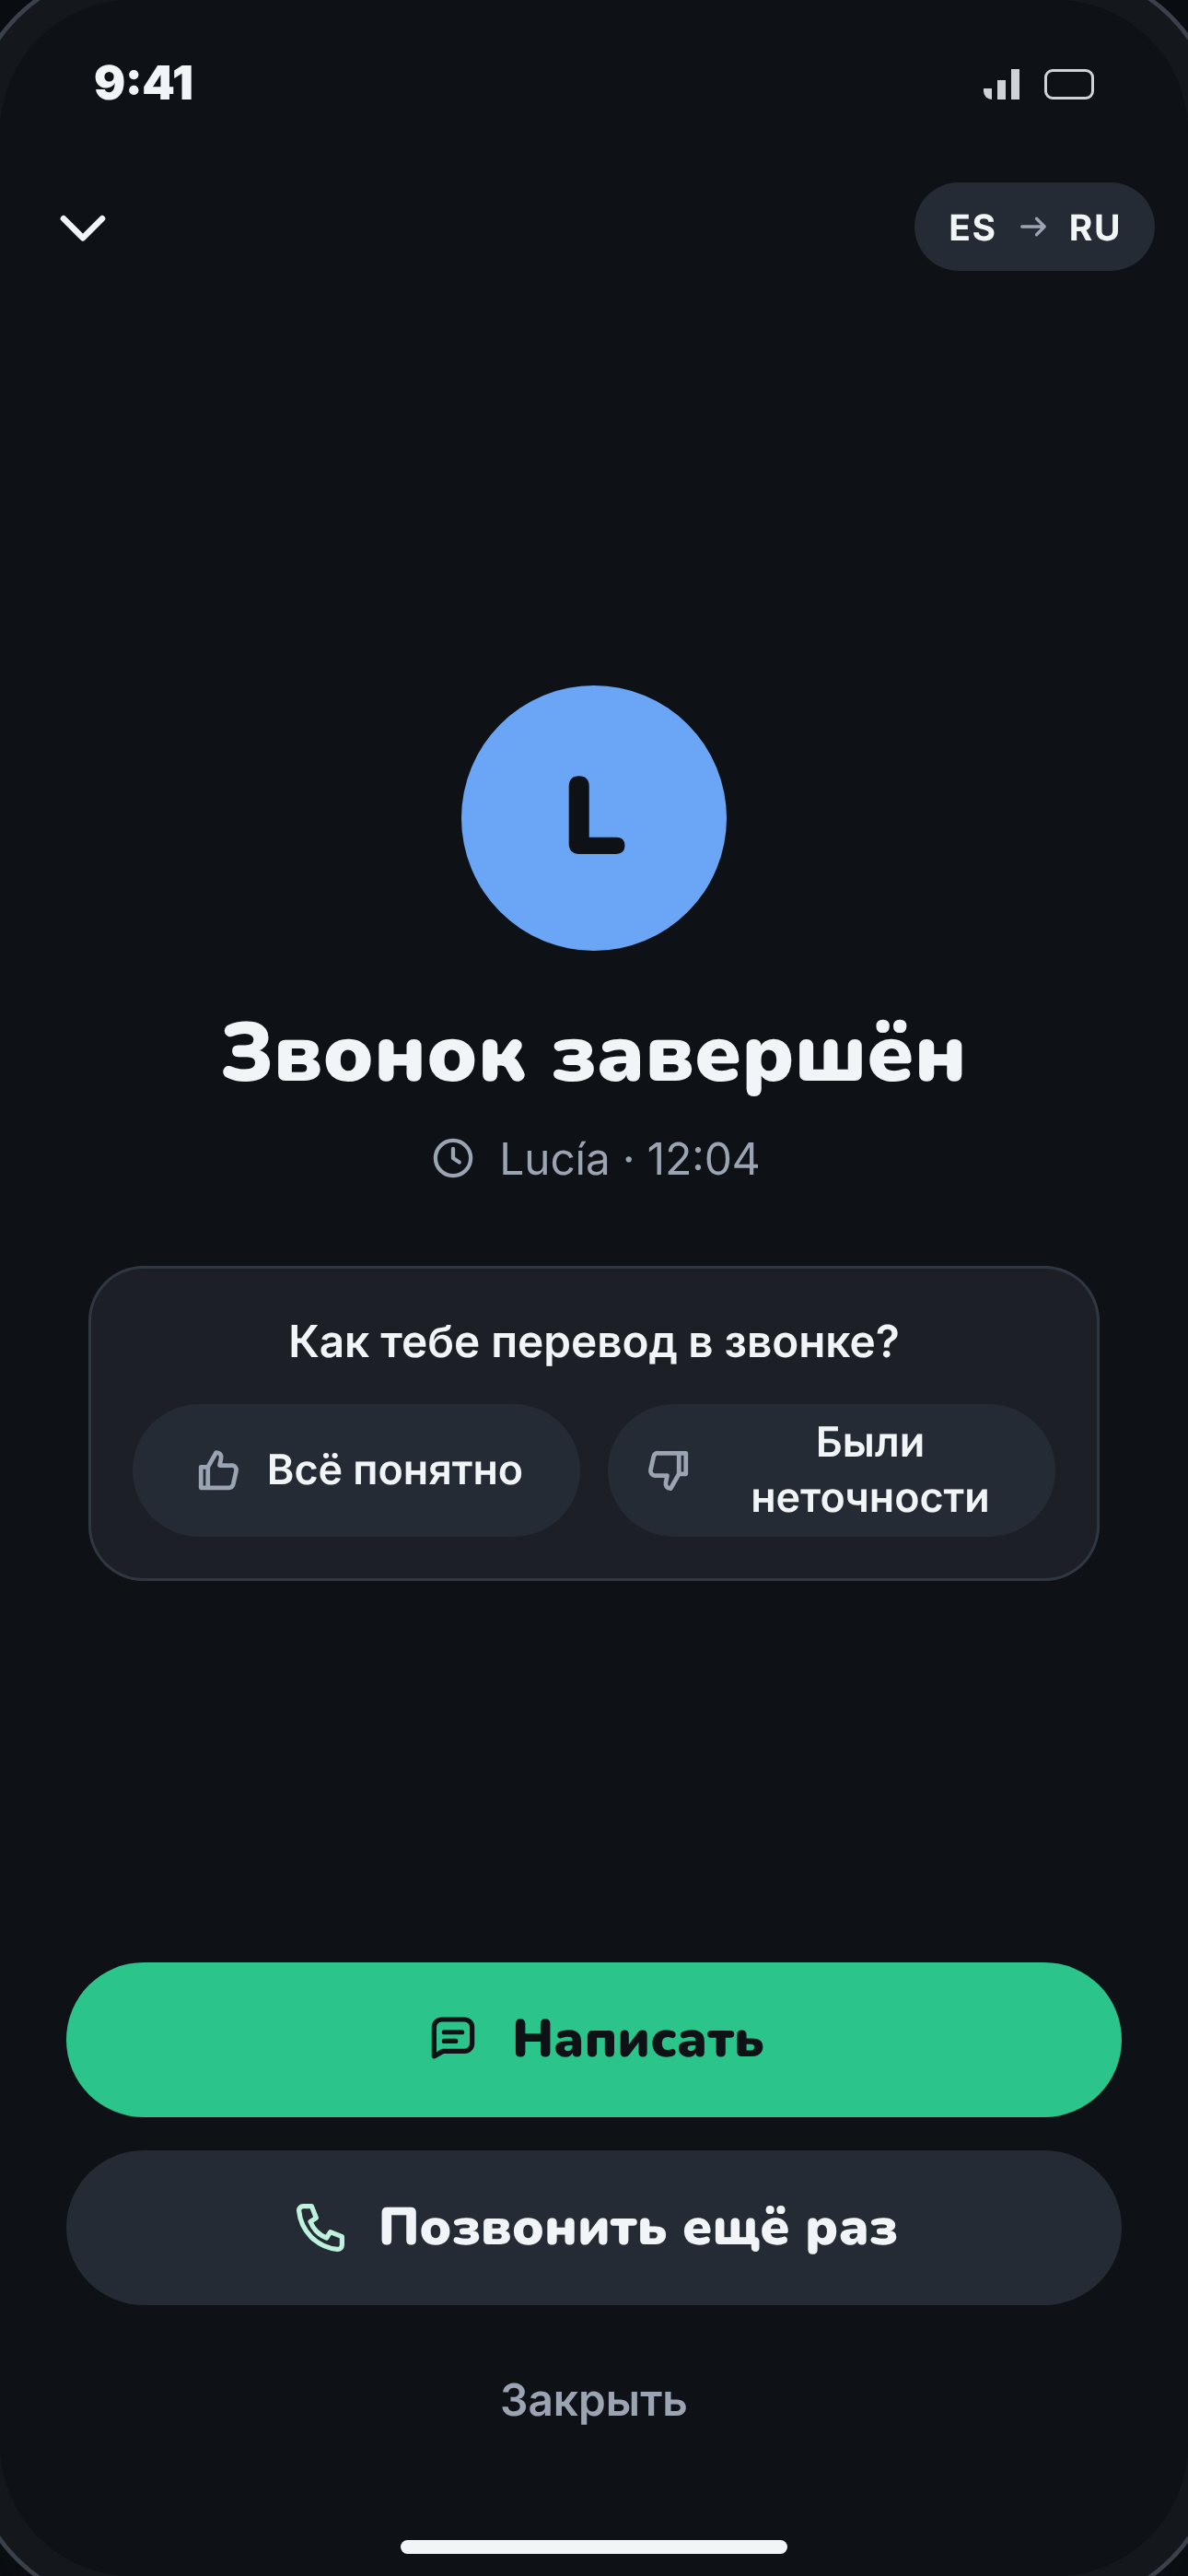 9:41
ES → RU
L
Звонок завершён
Lucía · 12:04
Как тебе перевод в звонке?
Всё понятно
Были
неточности
Написать
Позвонить ещё раз
Закрыть